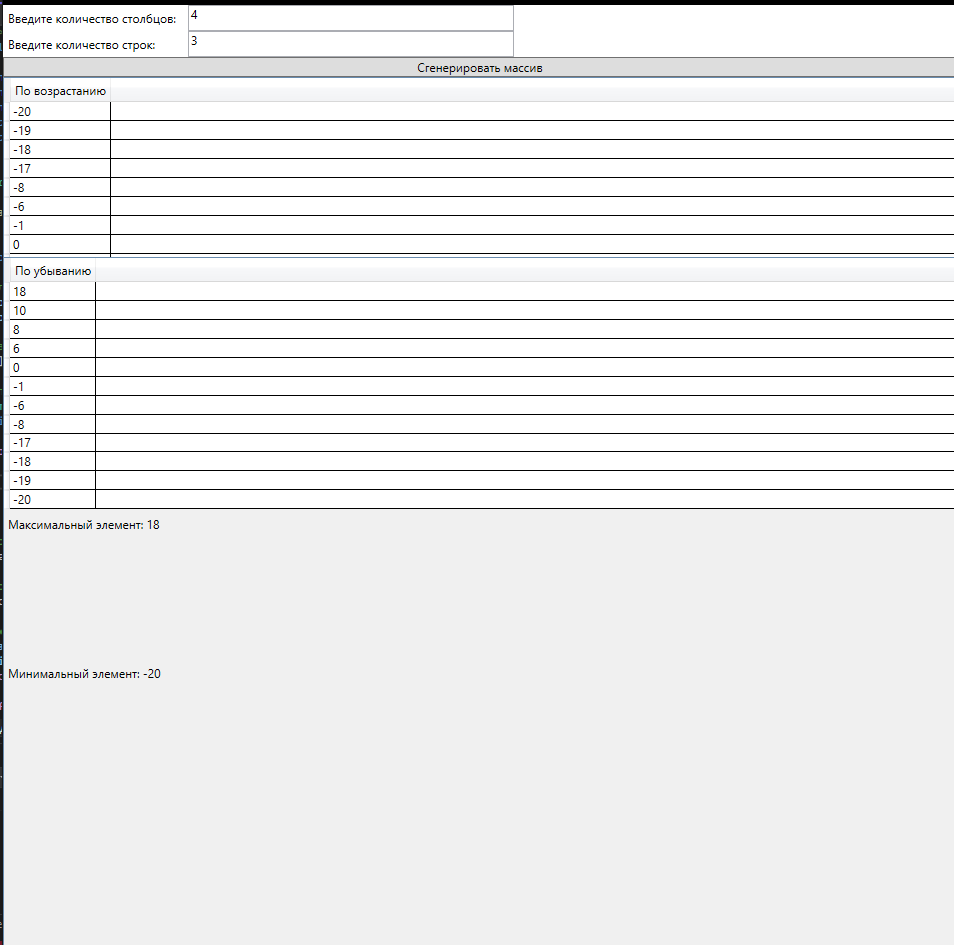 Введите количество столбцов: 4
Введите количество строк: 3
Сгенерировать массив
По возрастанию
-20
-19
-18
-17
-8
-6
-1
0
По убыванию
18
10
8
6
0
-1
-6
-8
-17
-18
-19
-20
Максимальный элемент: 18
Минимальный элемент: -20